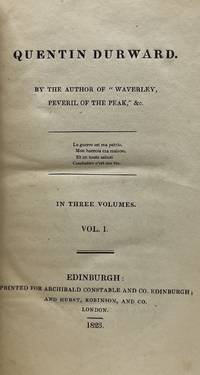 QUENTIN DURWARD.
BY THE AUTHOR OF "WAVERLEY,
PEVERIL OF THE PEAK," &c.
La guerre est ma patrie,
Mon harnois ma maison,
Et en toute saison
Combattre c'est ma vie.
IN THREE VOLUMES.
VOL. I.
EDINBURGH:
PRINTED FOR ARCHIBALD CONSTABLE AND CO. EDINBURGH;
AND HURST, ROBINSON, AND CO.
LONDON.
1823.